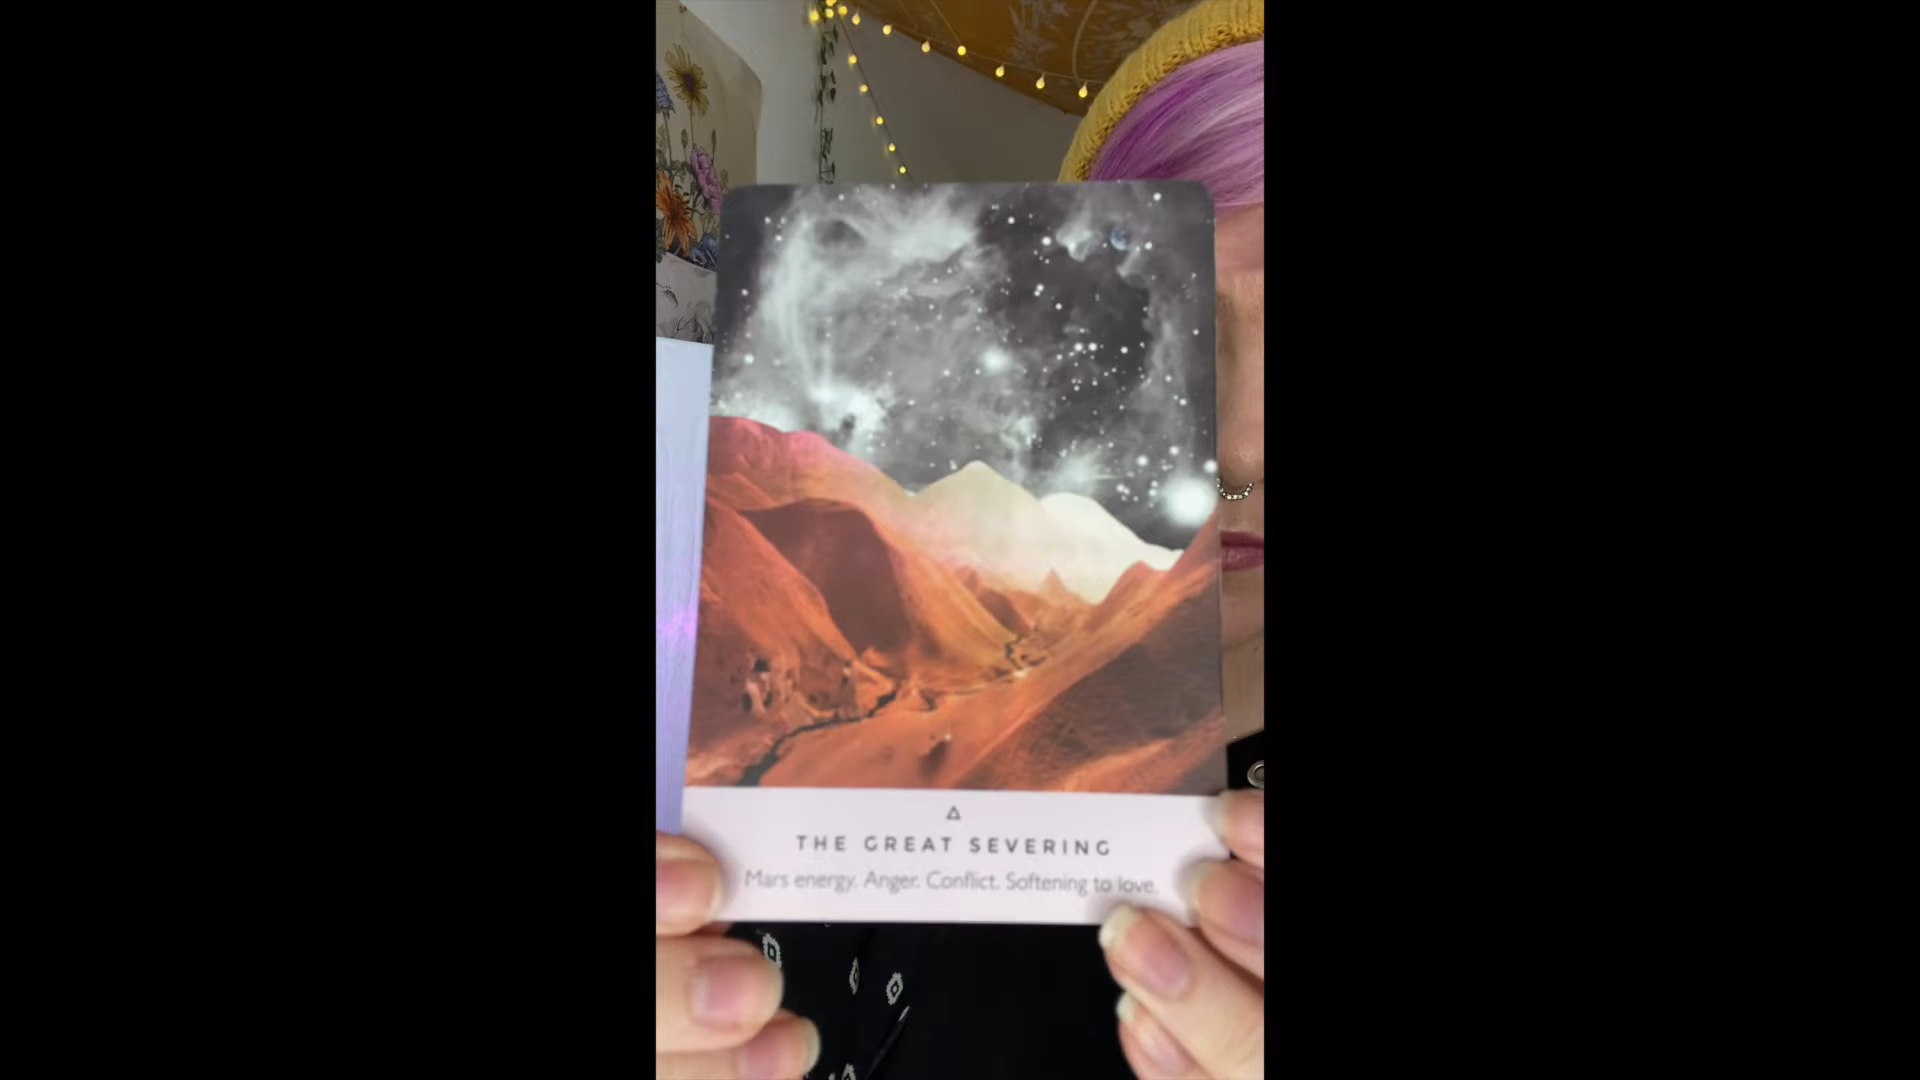 THE GREAT SEVERING
Mars energy. Anger. Conflict. Softening to love.